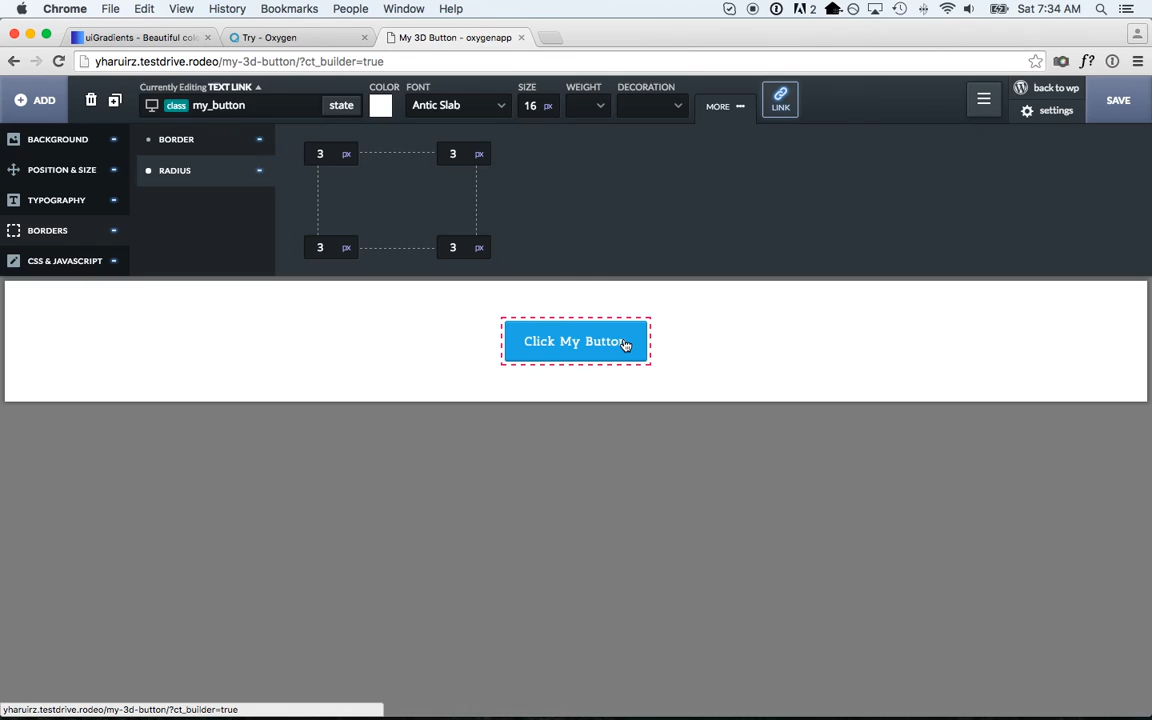 Chrome File Edit View History Bookmarks People Window Help 2 Sat 7:34 AM
uiGradients - Beautiful colo Try - Oxygen My 3D Button - oxygenapp
yharuirz.testdrive.rodeo/my-3d-button/?ct_builder=true f?
ADD
Currently Editing TEXT LINK
class my_button state
COLOR FONT SIZE WEIGHT DECORATION
Antic Slab 16 px
MORE
LINK
back to wp
settings
SAVE
BACKGROUND
POSITION & SIZE
TYPOGRAPHY
BORDERS
CSS & JAVASCRIPT
BORDER
RADIUS
3 px 3 px
3 px 3 px
Click My Button
yharuirz.testdrive.rodeo/my-3d-button/?ct_builder=true